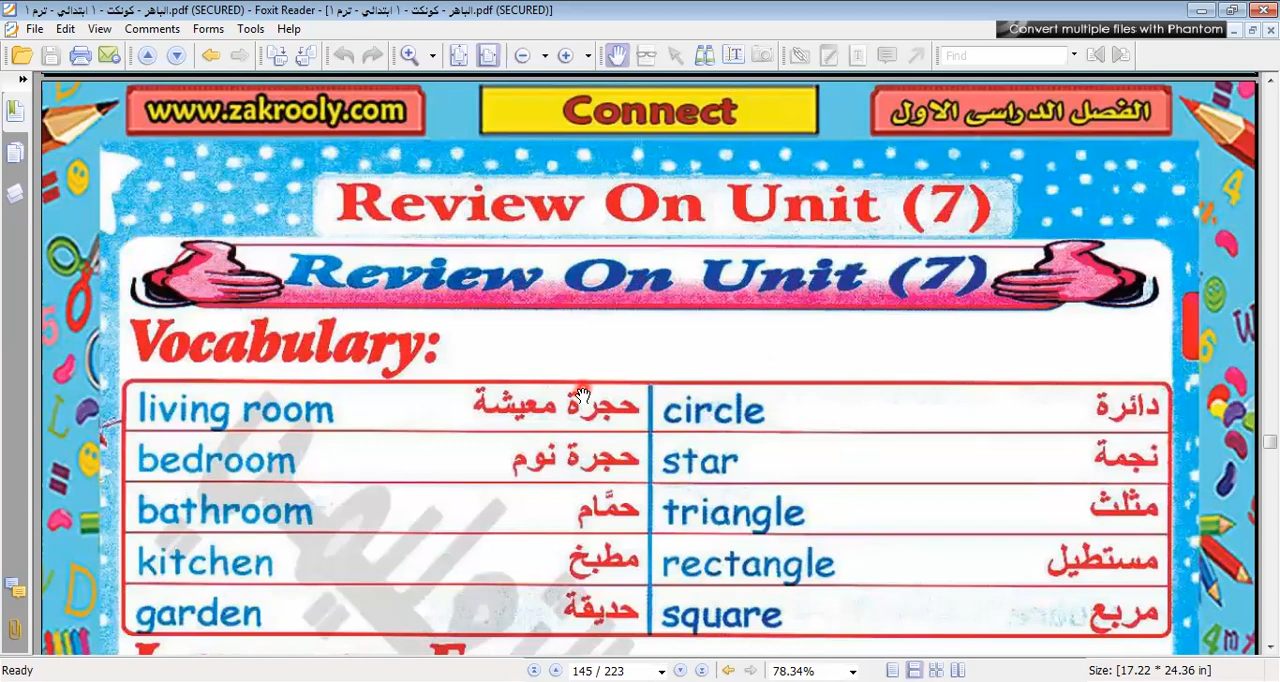 الباهر - كونكت - ١ ابتدائي - ترم ١.pdf (SECURED) - Foxit Reader - [الباهر - كونكت - ١ ابتدائي - ترم ١.pdf (SECURED)]
File Edit View Comments Forms Tools Help
Convert multiple files with Phantom
Find
www.zakrooly.com Connect الفصل الدراسى الاول
Review On Unit (7)
Review On Unit (7)
Vocabulary:
living room حجرة معيشة circle دائرة
bedroom حجرة نوم star نجمة
bathroom حمَّام triangle مثلث
kitchen مطبخ rectangle مستطيل
garden حديقة square مربع
Ready 145 / 223 78.34% Size: [17.22 * 24.36 in]